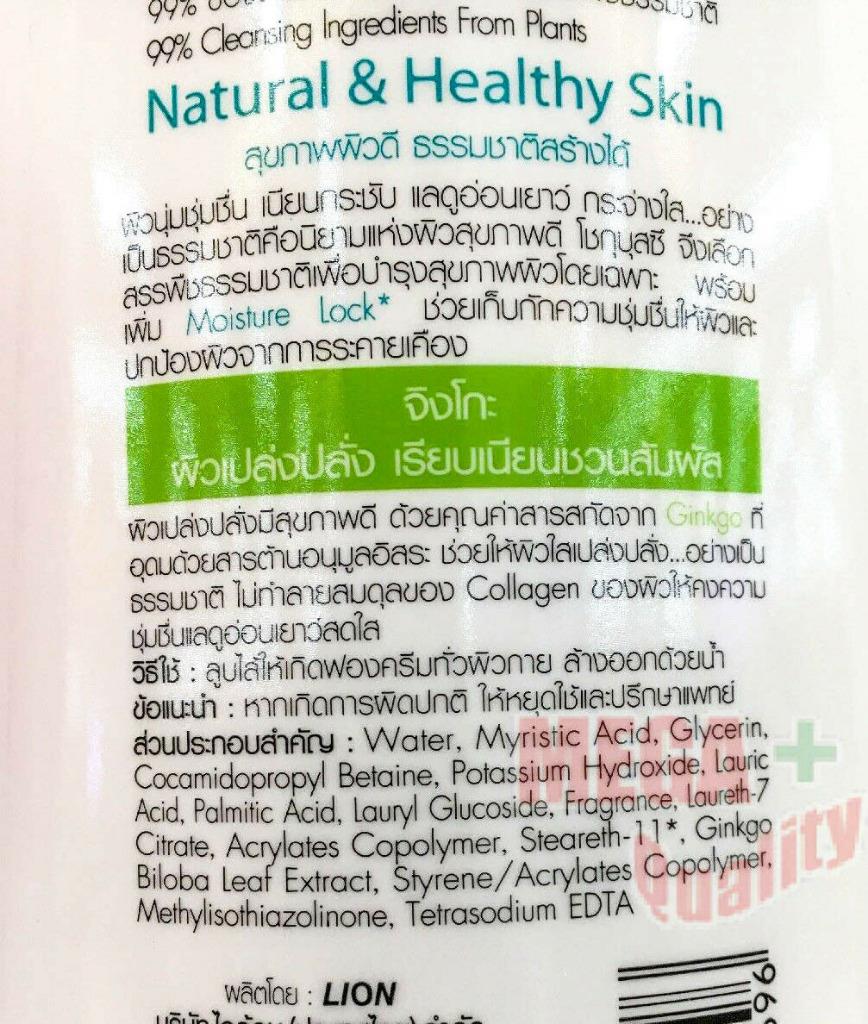 99%
99% Cleansing Ingredients From Plants
Natural & Healthy Skin
สุขภาพผิวดี ธรรมชาติสร้างได้
ผิวนุ่มชุ่มชื่น เนียนกระชับ แลดูอ่อนเยาว์ กระจ่างใส...อย่าง
เป็นธรรมชาติคือนิยามแห่งผิวสุขภาพดี โชกุบุสซึ จึงเลือก
สรรพืชธรรมชาติเพื่อบำรุงสุขภาพผิวโดยเฉพาะ พร้อม
เพิ่ม Moisture Lock* ช่วยเก็บกักความชุ่มชื่นให้ผิวและ
ปกป้องผิวจากการระคายเคือง
จิงโกะ
ผิวเปล่งปลั่ง เรียบเนียนชวนสัมผัส
ผิวเปล่งปลั่งมีสุขภาพดี ด้วยคุณค่าสารสกัดจาก Ginkgo ที่
อุดมด้วยสารต้านอนุมูลอิสระ ช่วยให้ผิวใสเปล่งปลั่ง...อย่างเป็น
ธรรมชาติ ไม่ทำลายสมดุลของ Collagen ของผิวให้คงความ
ชุ่มชื่นแลดูอ่อนเยาว์สดใส
วิธีใช้ : ลูบไล้ให้เกิดฟองครีมทั่วผิวกาย ล้างออกด้วยน้ำ
ข้อแนะนำ : หากเกิดการผิดปกติ ให้หยุดใช้และปรึกษาแพทย์
ส่วนประกอบสำคัญ : Water, Myristic Acid, Glycerin,
Cocamidopropyl Betaine, Potassium Hydroxide, Lauric
Acid, Palmitic Acid, Lauryl Glucoside, Fragrance, Laureth-7
Citrate, Acrylates Copolymer, Steareth-11*, Ginkgo
Biloba Leaf Extract, Styrene/Acrylates Copolymer,
Methylisothiazolinone, Tetrasodium EDTA
MEGA +
Quality
ผลิตโดย : LION